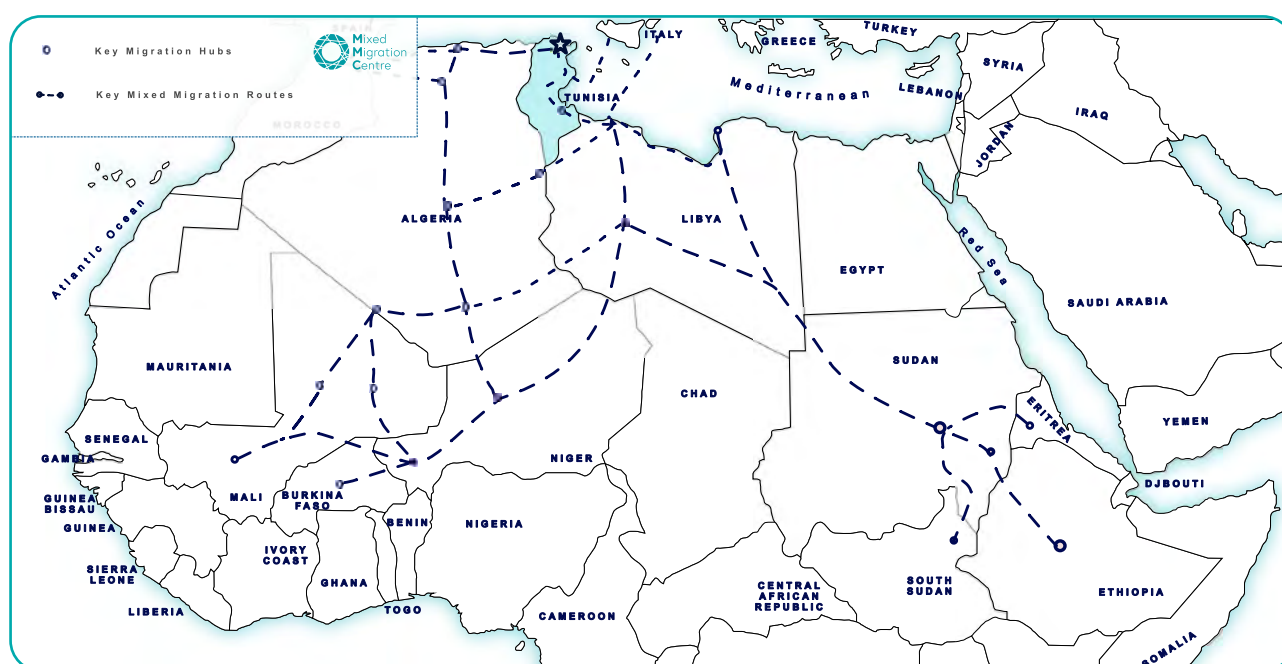 SPAIN
Key Migration Hubs
Mixed
Migration
Centre
Key Mixed Migration Routes
MOROCCO
ITALY
GREECE
TURKEY
SYRIA
LEBANON
IRAQ
JORDAN
Mediterranean
TUNISIA
Atlantic Ocean
ALGERIA
LIBYA
EGYPT
Red Sea
SAUDI ARABIA
MAURITANIA
SUDAN
CHAD
ERITREA
YEMEN
SENEGAL
GAMBIA
NIGER
DJBOUTI
GUINEA
BISSAU
MALI
BURKINA
FASO
BENIN
NIGERIA
GUINEA
IVORY
COAST
SIERRA
LEONE
GHANA
LIBERIA
TOGO
CAMEROON
CENTRAL
AFRICAN
REPUBLIC
SOUTH
SUDAN
ETHIOPIA
SOMALIA